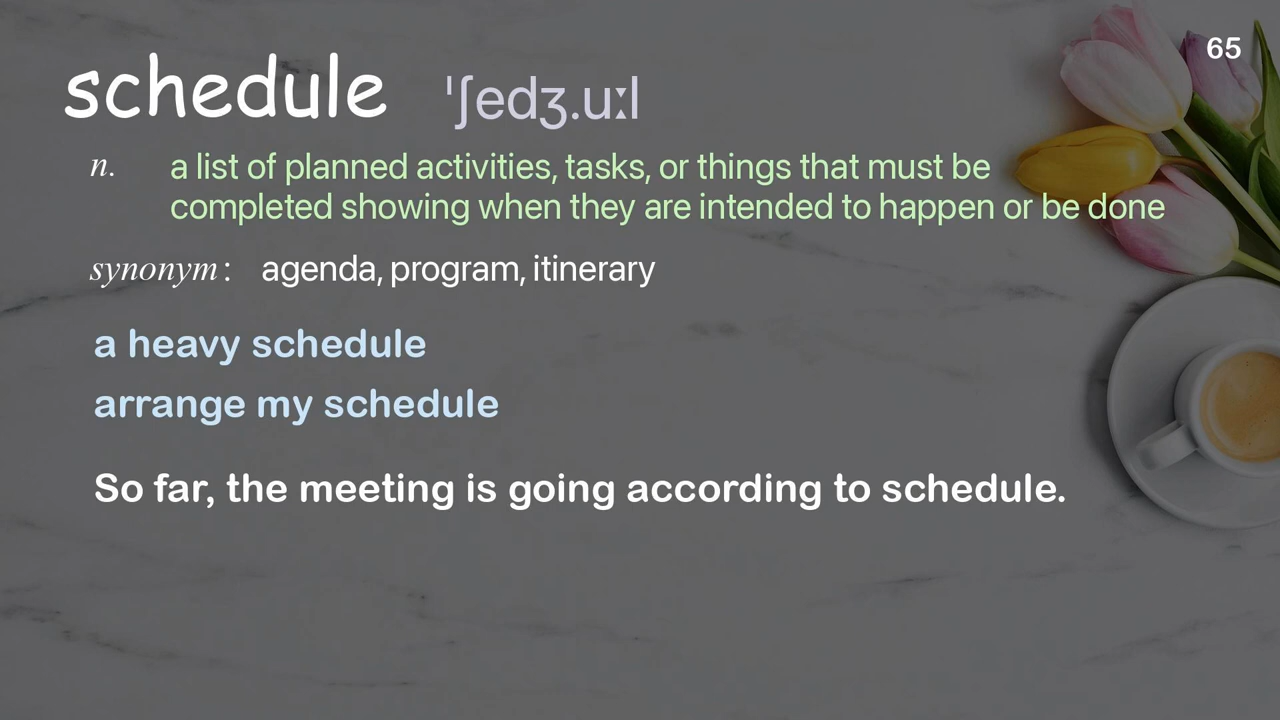 65
schedule ˈʃedʒ.uːl
n. a list of planned activities, tasks, or things that must be
completed showing when they are intended to happen or be done
synonym: agenda, program, itinerary
a heavy schedule
arrange my schedule
So far, the meeting is going according to schedule.